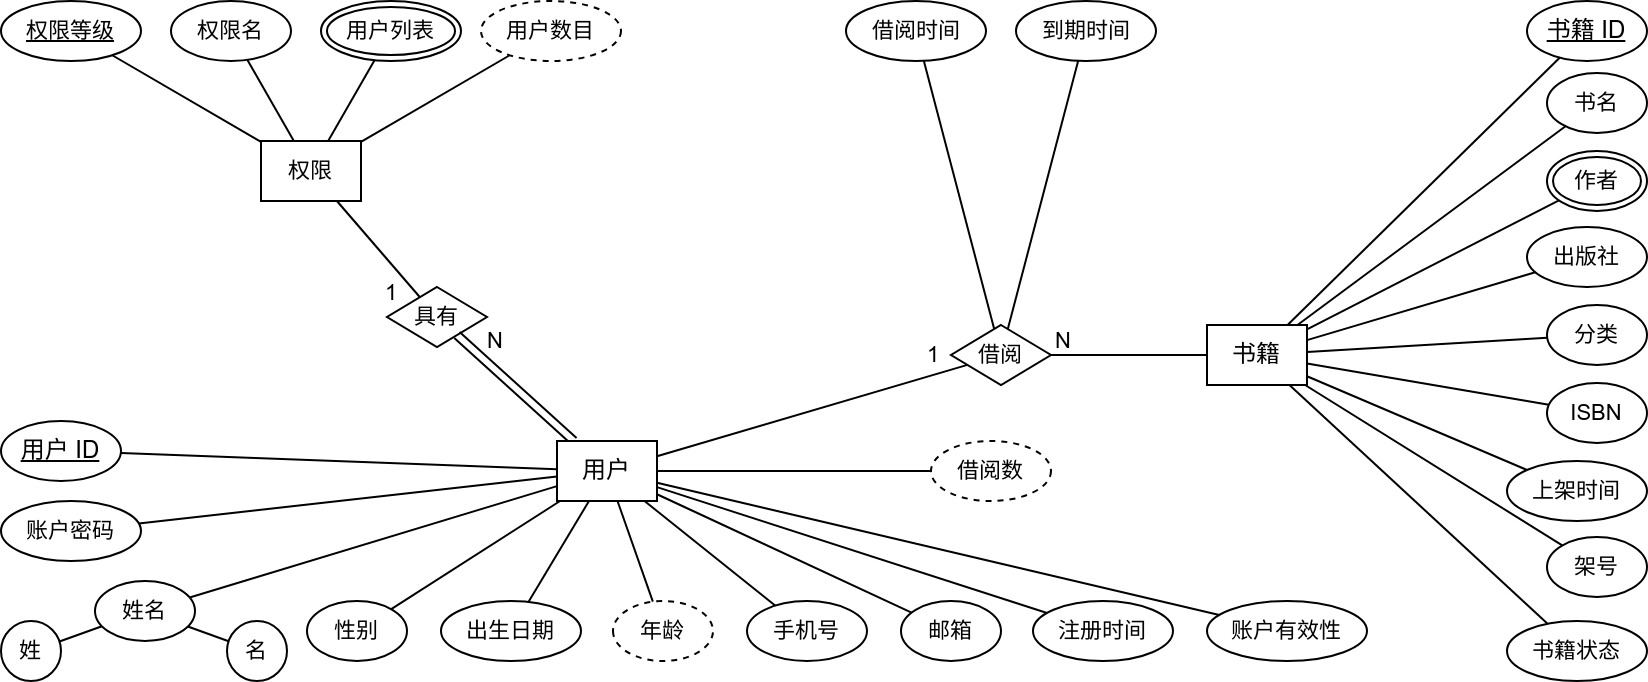 权限等级
权限名
用户列表
用户数目
借阅时间
到期时间
书籍 ID
书名
权限
作者
出版社
1
具有
N
分类
1
借阅
N
书籍
ISBN
用户 ID
用户
借阅数
上架时间
账户密码
架号
姓名
姓
名
性别
出生日期
年龄
手机号
邮箱
注册时间
账户有效性
书籍状态